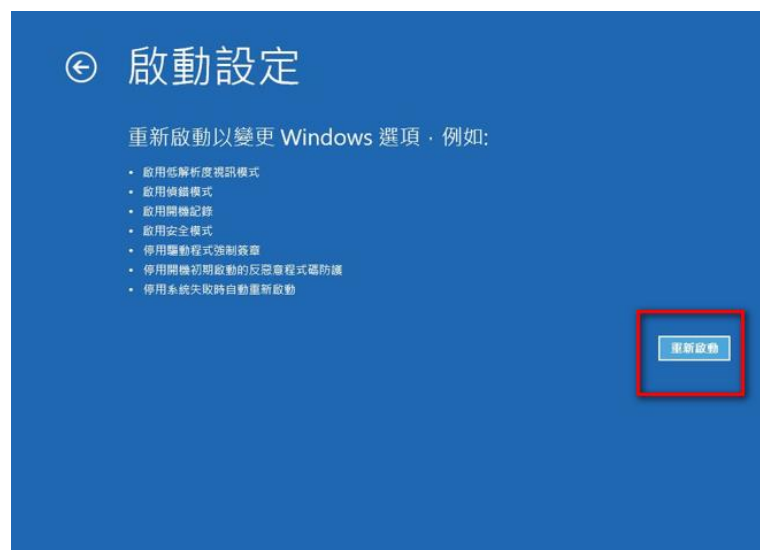 啟動設定
重新啟動以變更 Windows 選項，例如:
• 啟用低解析度視訊模式
• 啟用偵錯模式
• 啟用開機記錄
• 啟用安全模式
• 停用驅動程式強制簽章
• 停用開機初期啟動的反惡意程式碼防護
• 停用系統失敗時自動重新啟動
重新啟動